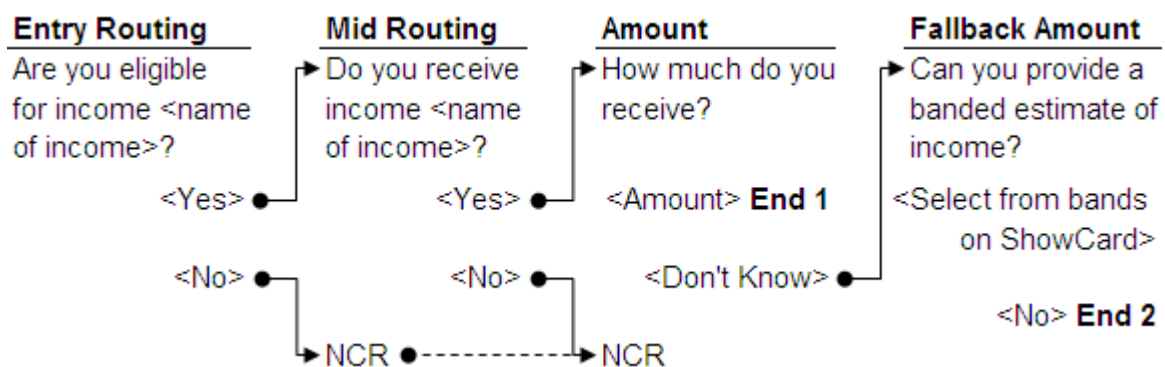 Entry Routing
Are you eligible
for income <name
of income>?
<Yes>
<No>
Mid Routing
Do you receive
income <name
of income>?
<Yes>
<No>
NCR
Amount
How much do you
receive?
<Amount> End 1
<Don't Know>
NCR
Fallback Amount
Can you provide a
banded estimate of
income?
<Select from bands
on ShowCard>
<No> End 2